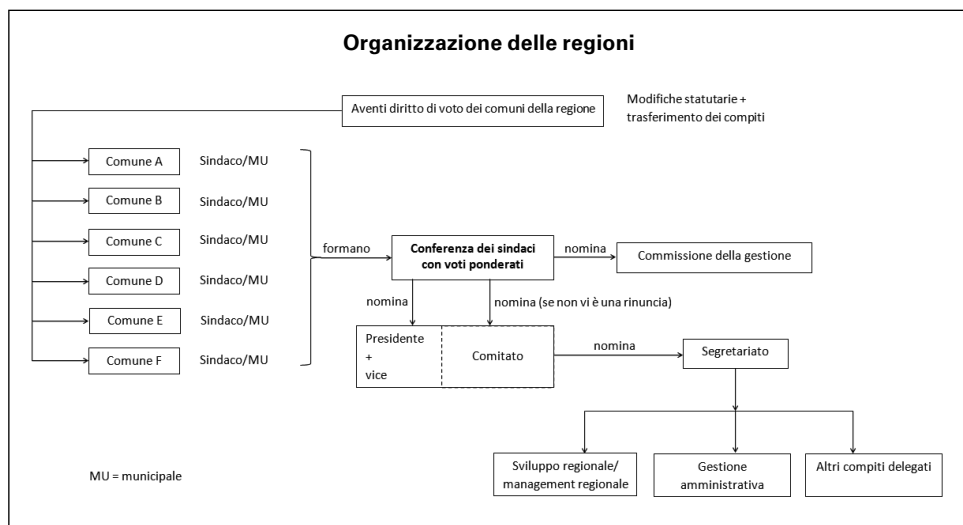 Organizzazione delle regioni
Aventi diritto di voto dei comuni della regione
Modifiche statutarie +
trasferimento dei compiti
Comune A
Sindaco/MU
Comune B
Sindaco/MU
Comune C
Sindaco/MU
Comune D
Sindaco/MU
Comune E
Sindaco/MU
Comune F
Sindaco/MU
formano
Conferenza dei sindaci
con voti ponderati
nomina
Commissione della gestione
nomina
nomina (se non vi è una rinuncia)
Presidente
+
vice
Comitato
nomina
Segretariato
Sviluppo regionale/
management regionale
Gestione
amministrativa
Altri compiti delegati
MU = municipale